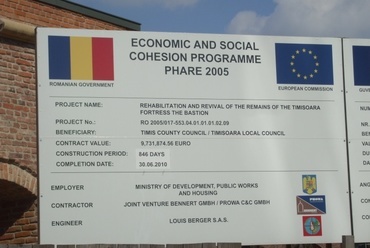 ECONOMIC AND SOCIAL
COHESION PROGRAMME
PHARE 2005
ROMANIAN GOVERNMENT
EUROPEAN COMMISSION
PROJECT NAME: REHABILITATION AND REVIVAL OF THE REMAINS OF THE TIMISOARA
FORTRESS THE BASTION
PROJECT No.: RO 2005/017-553.04.01.01.01.02.09
BENEFICIARY: TIMIS COUNTY COUNCIL / TIMISOARA LOCAL COUNCIL
CONTRACT VALUE: 9,731,874.56 EURO
CONSTRUCTION PERIOD: 846 DAYS
COMPLETION DATE: 30.06.2010
EMPLOYER MINISTRY OF DEVELOPMENT, PUBLIC WORKS
AND HOUSING
CONTRACTOR JOINT VENTURE BENNERT GMBH / PROWA C&C GMBH
ENGINEER LOUIS BERGER S.A.S.
PROWA